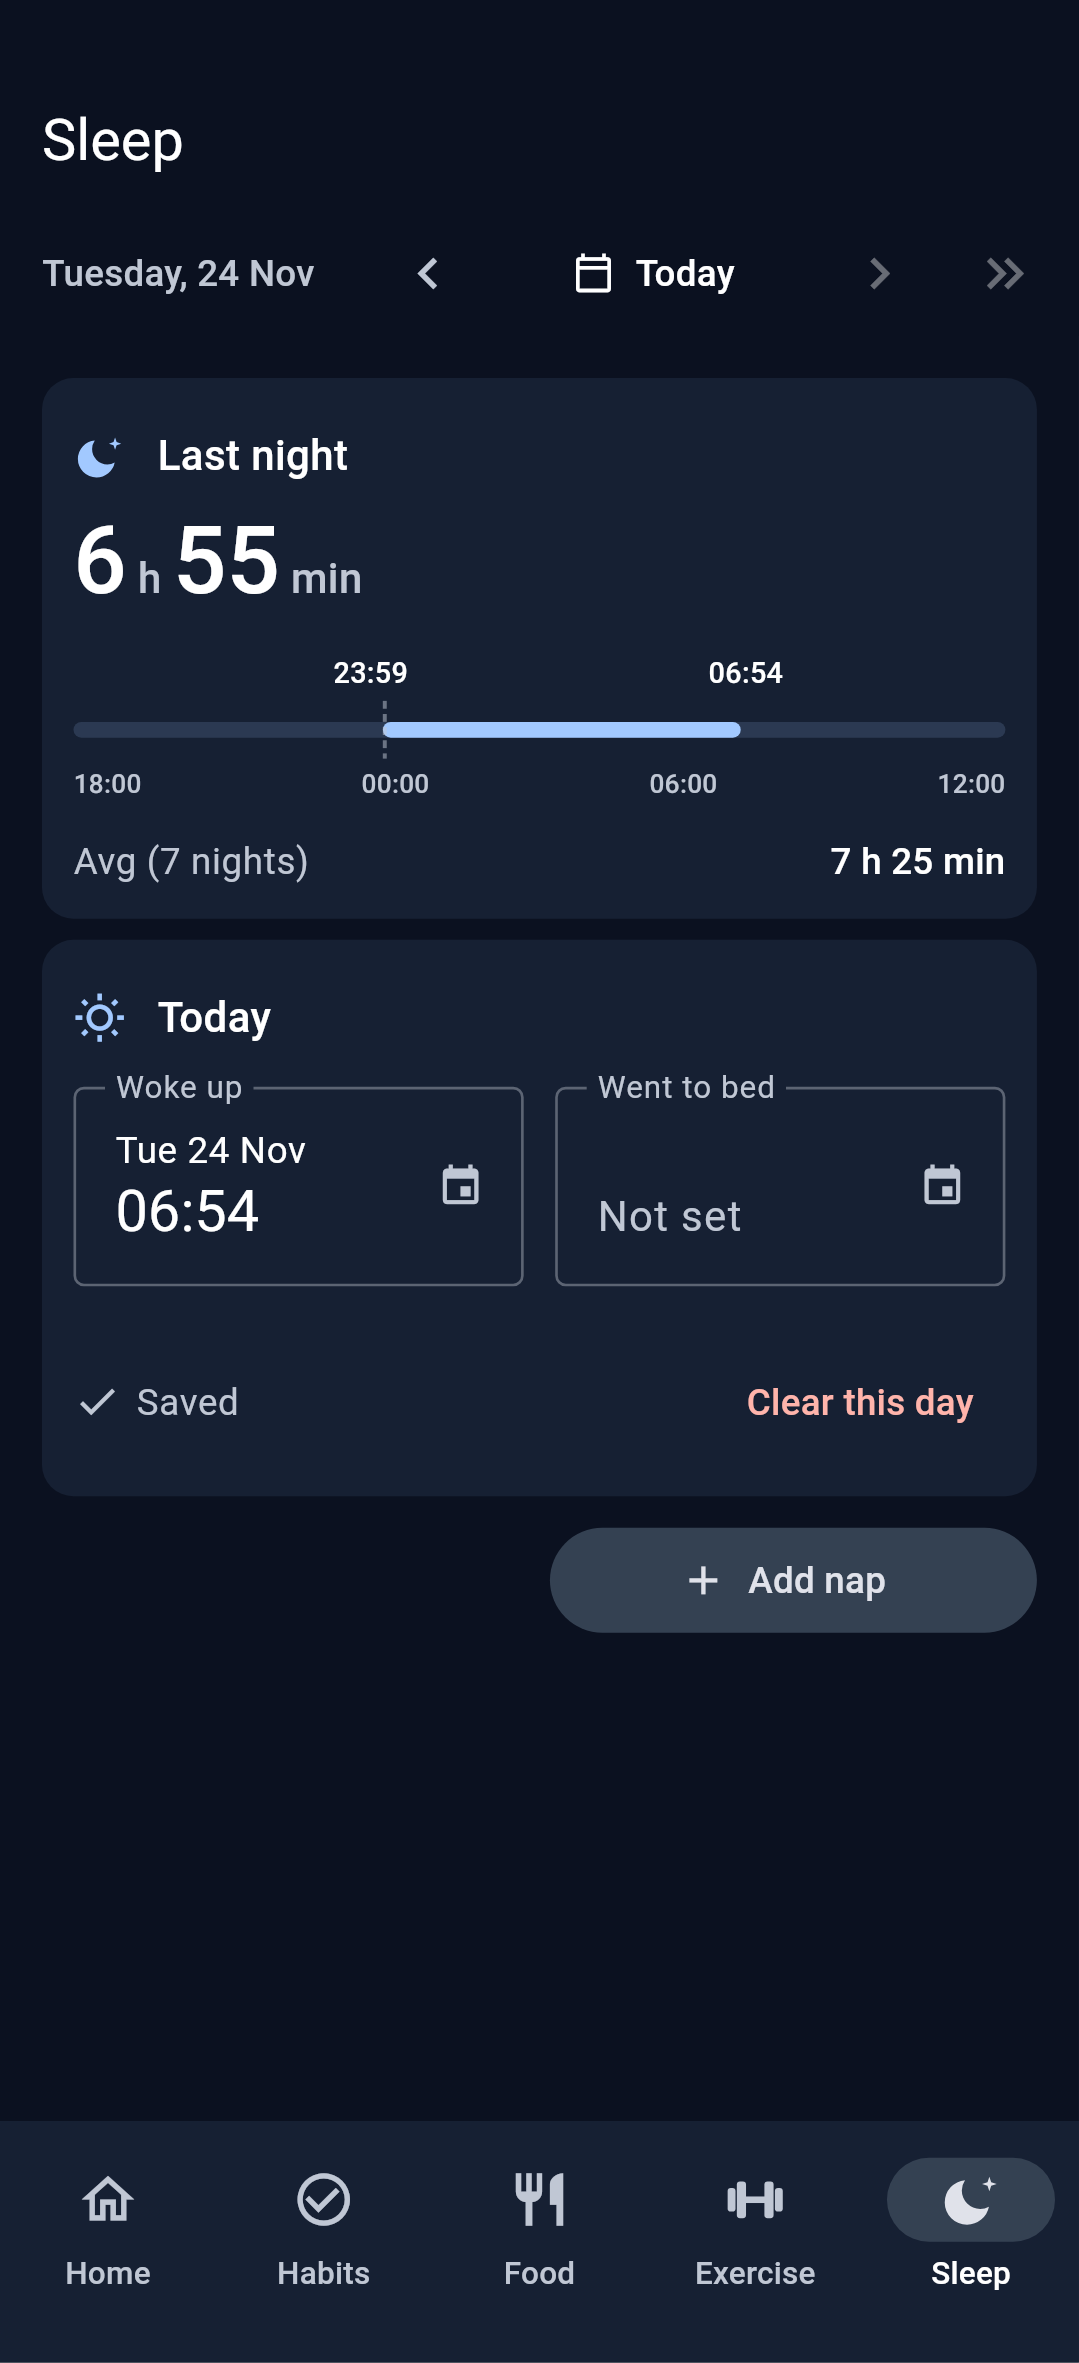 Sleep
Tuesday, 24 Nov
Today
Last night
6 h 55 min
23:59 06:54
18:00 00:00 06:00 12:00
Avg (7 nights) 7 h 25 min
Today
Woke up
Tue 24 Nov
06:54
Went to bed
Not set
Saved
Clear this day
Add nap
Home Habits Food Exercise Sleep